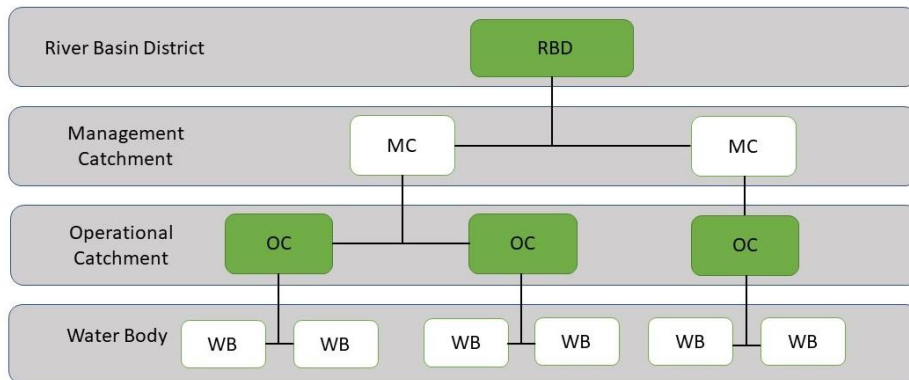 River Basin District
RBD
Management
Catchment
MC
MC
Operational
Catchment
OC
OC
OC
Water Body
WB
WB
WB
WB
WB
WB